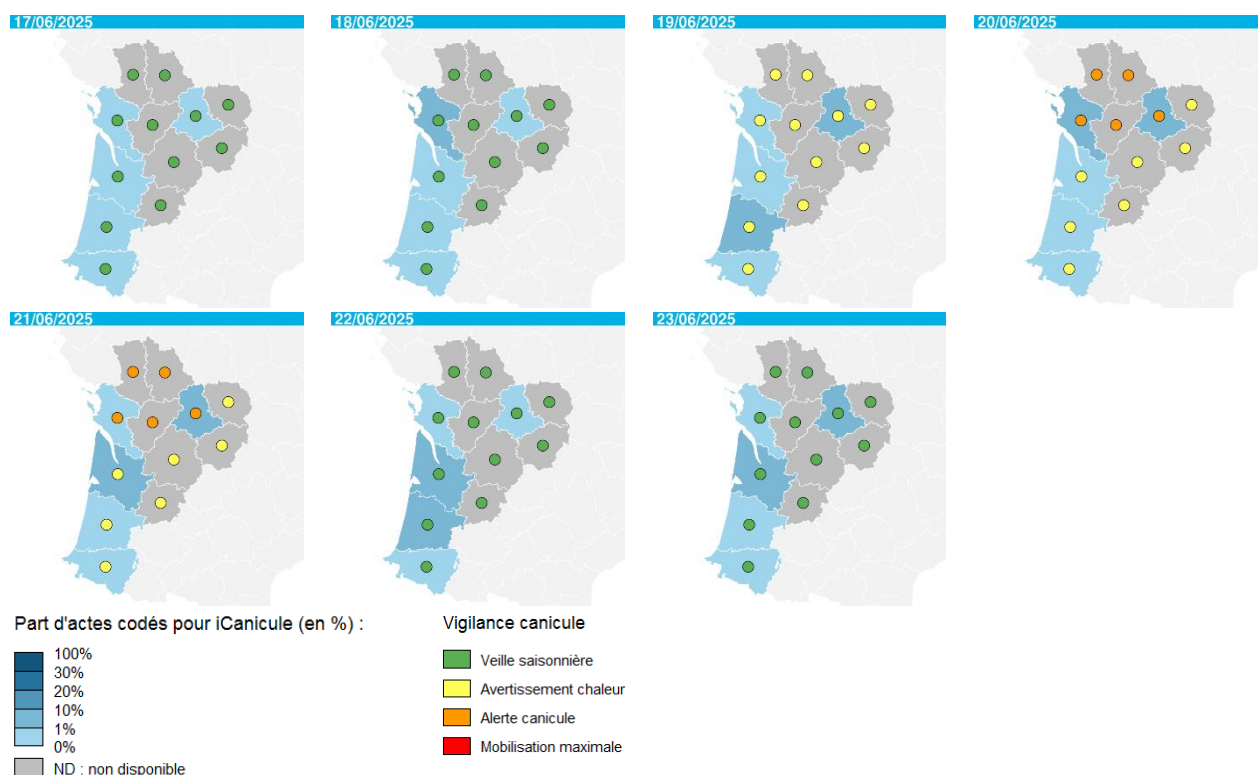 17/06/2025
18/06/2025
19/06/2025
20/06/2025
21/06/2025
22/06/2025
23/06/2025
Part d'actes codés pour iCanicule (en %) :
100%
30%
20%
10%
1%
0%
ND : non disponible
Vigilance canicule
Veille saisonnière
Avertissement chaleur
Alerte canicule
Mobilisation maximale